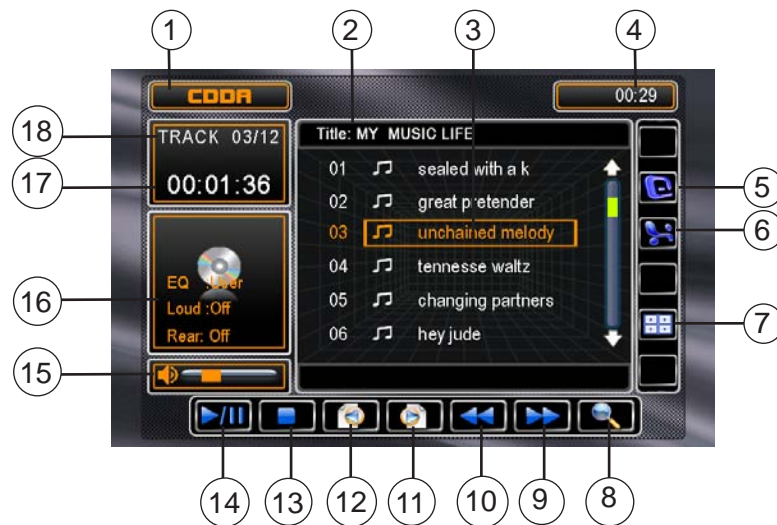 1 2 3 4
CDDA
00:29
18
TRACK 03/12
17
00:01:36
Title: MY MUSIC LIFE
01 sealed with a k
02 great pretender
03 unchained melody
04 tennesse waltz
05 changing partners
06 hey jude
5
6
7
16
EQ :User
Loud :Off
Rear: Off
15
14 13 12 11 10 9 8